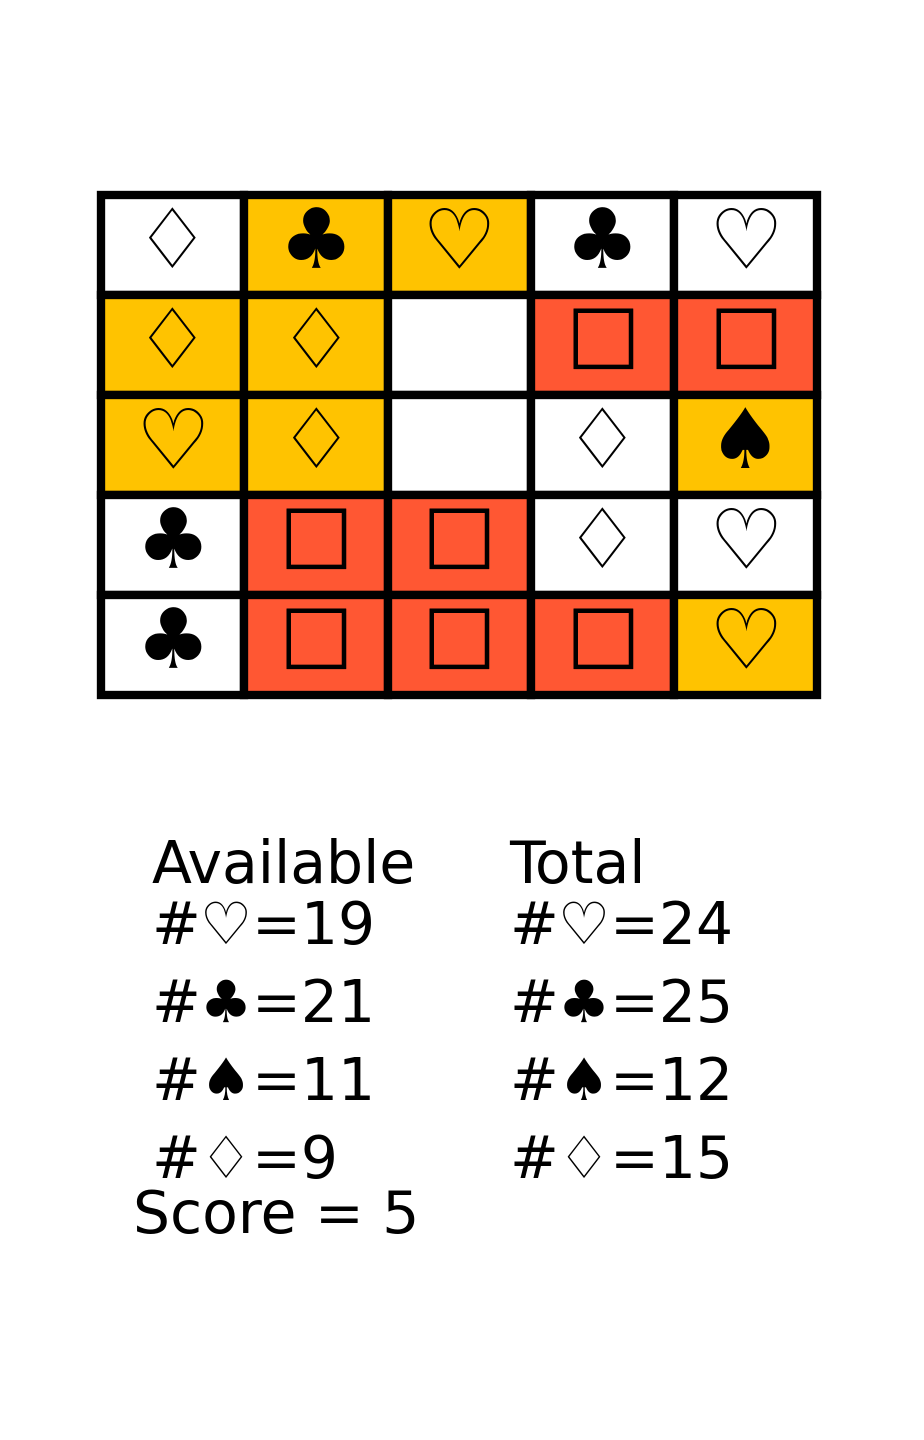 ♢ ♣ ♡ ♣ ♡
♢ ♢ □ □
♡ ♢ ♢ ♠
♣ □ □ ♢ ♡
♣ □ □ □ ♡
Available Total
#♡=19 #♡=24
#♣=21 #♣=25
#♠=11 #♠=12
#♢=9 #♢=15
Score = 5